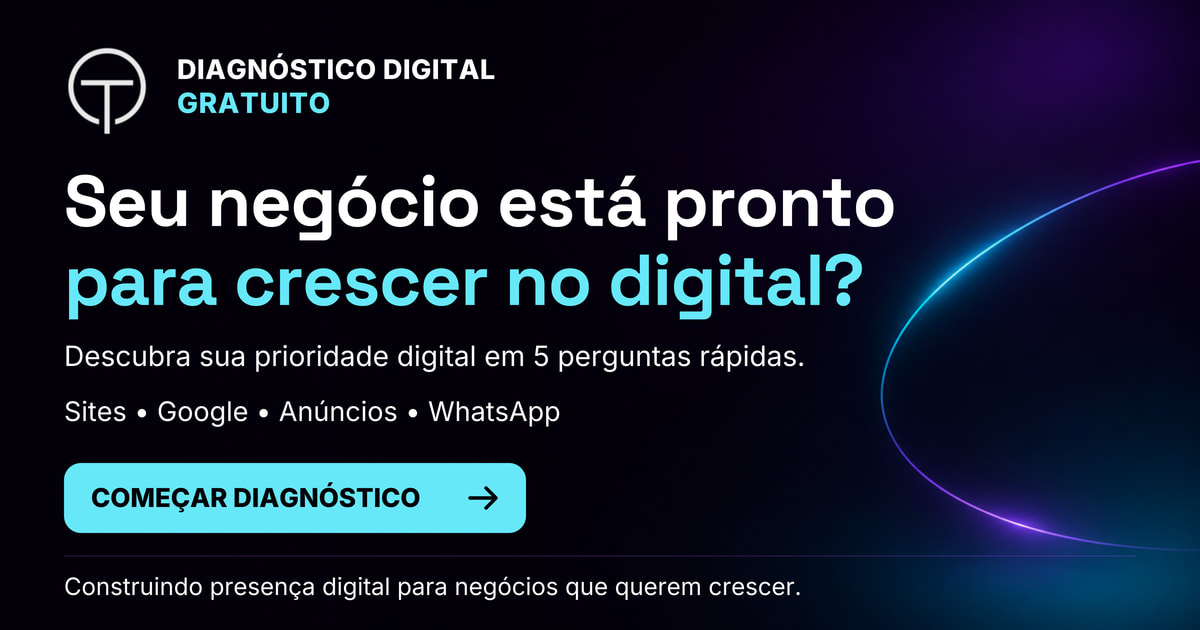 DIAGNÓSTICO DIGITAL
GRATUITO
Seu negócio está pronto
para crescer no digital?
Descubra sua prioridade digital em 5 perguntas rápidas.
Sites • Google • Anúncios • WhatsApp
COMEÇAR DIAGNÓSTICO →
Construindo presença digital para negócios que querem crescer.